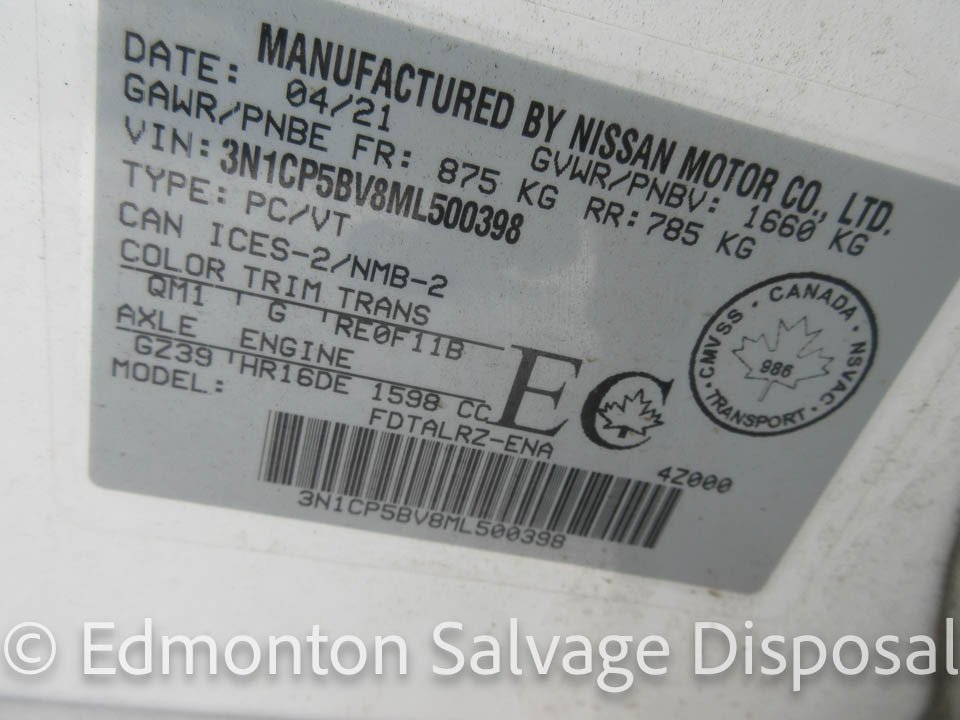 MANUFACTURED BY NISSAN MOTOR CO., LTD.
DATE: 04/21 GVWR/PNBV: 1660 KG
GAWR/PNBE FR: 875 KG RR: 785 KG
VIN: 3N1CP5BV8ML500398
TYPE: PC/VT
CAN ICES-2/NMB-2
COLOR TRIM TRANS
QM1 G RE0F11B
AXLE ENGINE
GZ39 HR16DE 1598 CC
MODEL: FDTALRZ-ENA
EC
CANADA · NSVAC · TRANSPORT · CMVSS ·
986
4Z000
3N1CP5BV8ML500398
© Edmonton Salvage Disposal